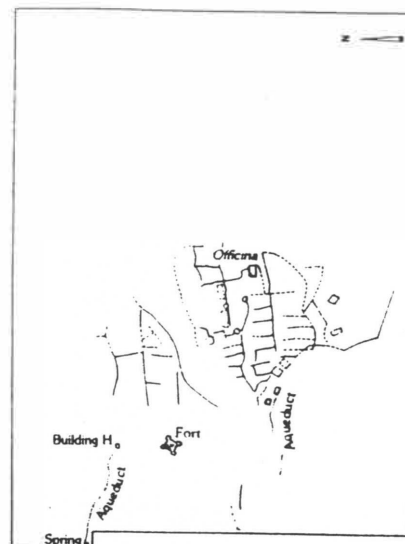 N
Officina
Building H
Fort
Aqueduct
Aqueduct
Spring